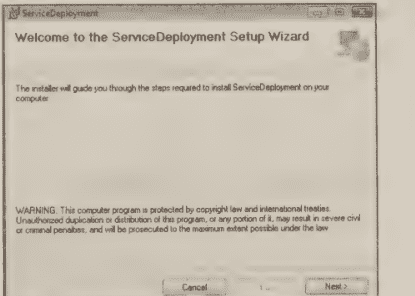 ServiceDeployment
Welcome to the ServiceDeployment Setup Wizard
The installer will guide you through the steps required to install ServiceDeployment on your
computer
WARNING: This computer program is protected by copyright law and international treaties.
Unauthorized duplication or distribution of this program, or any portion of it, may result in severe civil
or criminal penalties, and will be prosecuted to the maximum extent possible under the law
Cancel
Next >